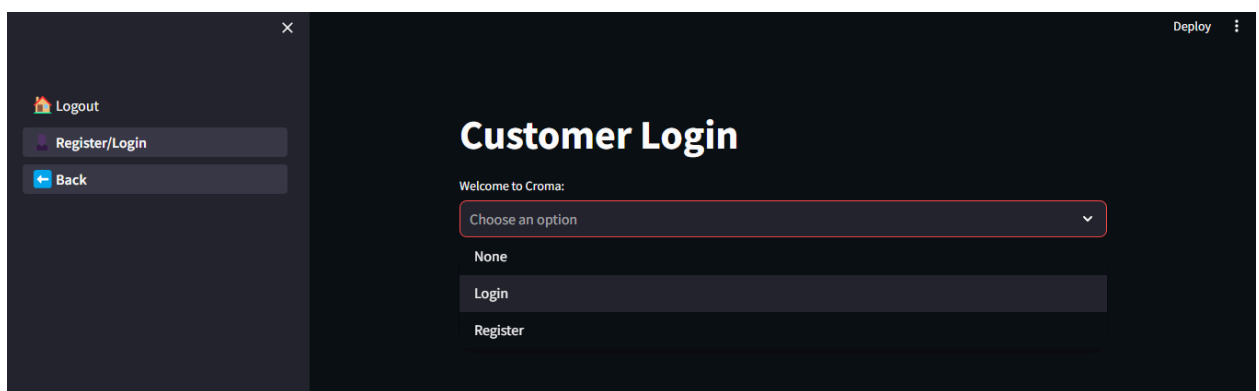 Deploy
Logout
Register/Login
Back
Customer Login
Welcome to Croma:
Choose an option
None
Login
Register